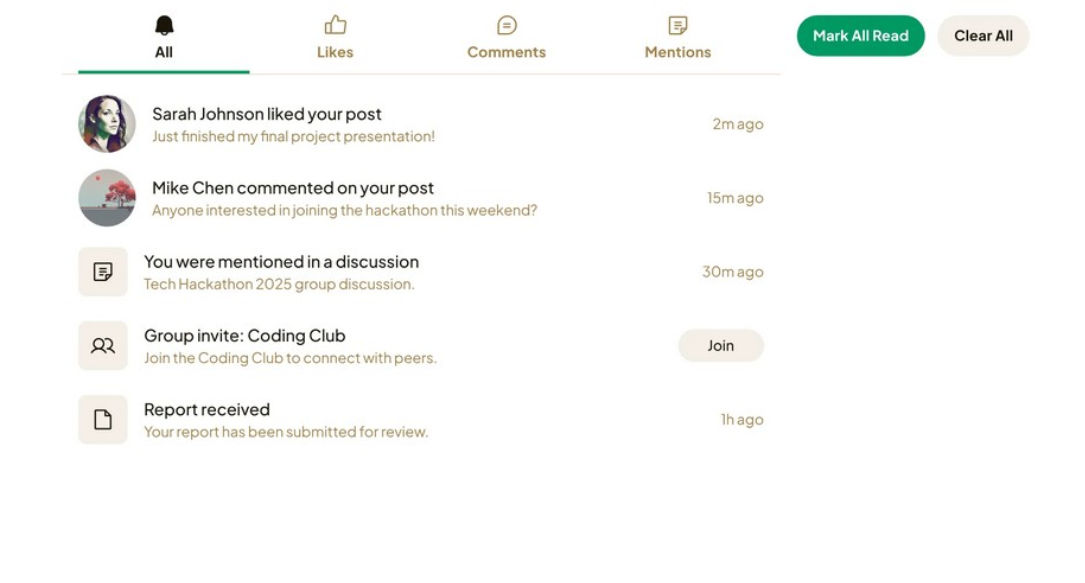 All
Likes
Comments
Mentions
Mark All Read
Clear All
Sarah Johnson liked your post
Just finished my final project presentation!
2m ago
Mike Chen commented on your post
Anyone interested in joining the hackathon this weekend?
15m ago
You were mentioned in a discussion
Tech Hackathon 2025 group discussion.
30m ago
Group invite: Coding Club
Join the Coding Club to connect with peers.
Join
Report received
Your report has been submitted for review.
1h ago